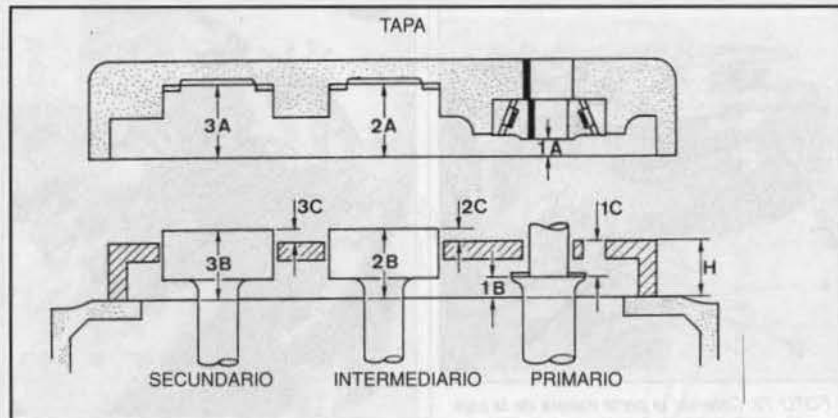 TAPA
3A
2A
1A
3C
2C
1C
3B
2B
1B
H
SECUNDARIO
INTERMEDIARIO
PRIMARIO